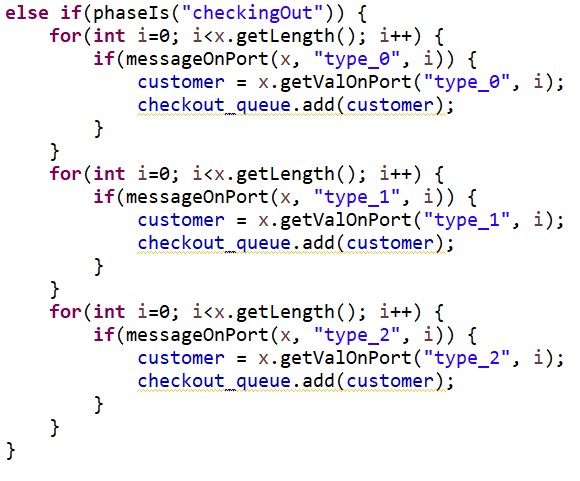 else if(phaseIs("checkingOut")) {
    for(int i=0; i<x.getLength(); i++) {
        if(messageOnPort(x, "type_0", i)) {
            customer = x.getValOnPort("type_0", i);
            checkout_queue.add(customer);
        }
    }
    for(int i=0; i<x.getLength(); i++) {
        if(messageOnPort(x, "type_1", i)) {
            customer = x.getValOnPort("type_1", i);
            checkout_queue.add(customer);
        }
    }
    for(int i=0; i<x.getLength(); i++) {
        if(messageOnPort(x, "type_2", i)) {
            customer = x.getValOnPort("type_2", i);
            checkout_queue.add(customer);
        }
    }
}